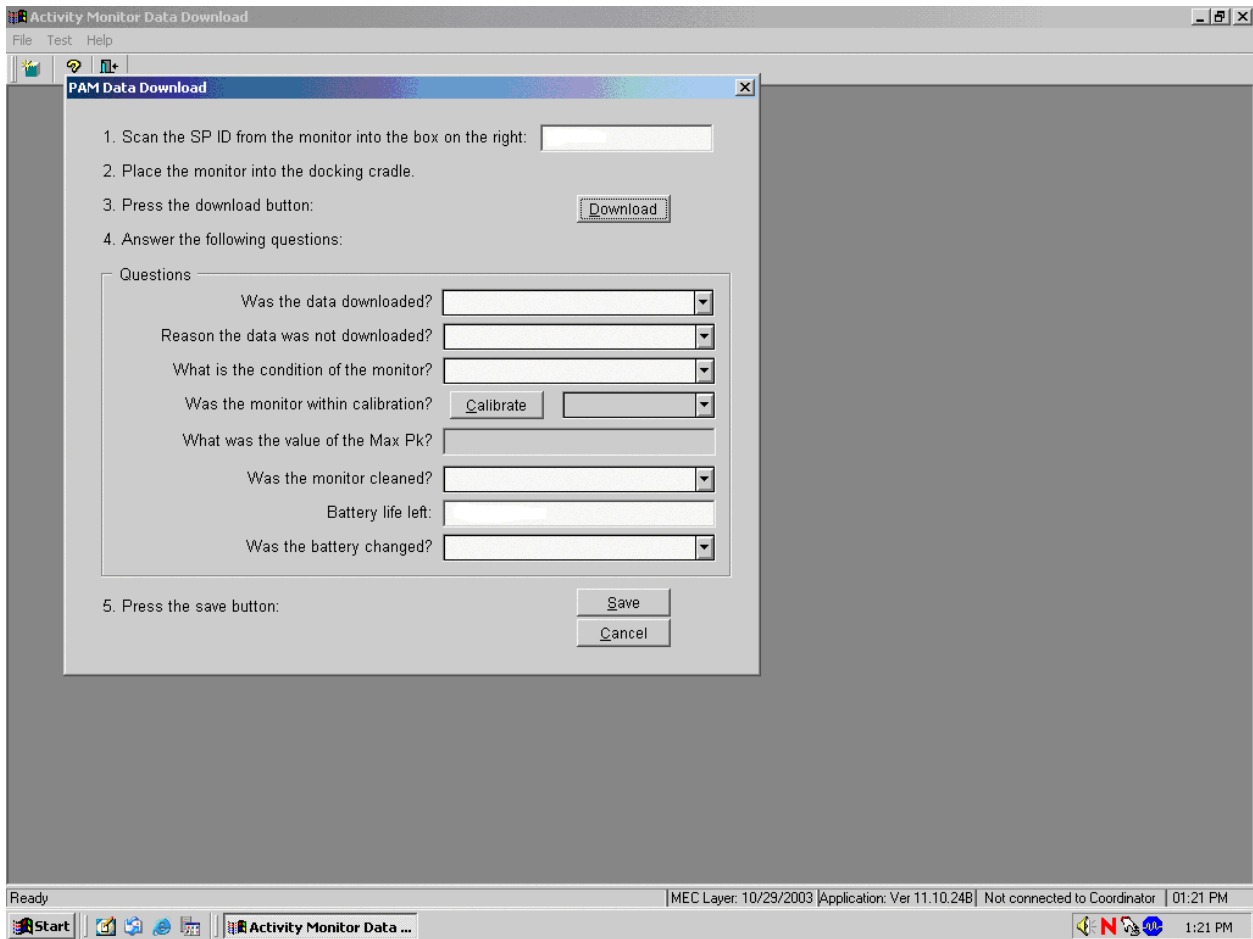 Activity Monitor Data Download
File Test Help
PAM Data Download
1. Scan the SP ID from the monitor into the box on the right:
2. Place the monitor into the docking cradle.
3. Press the download button:
Download
4. Answer the following questions:
Questions
Was the data downloaded?
Reason the data was not downloaded?
What is the condition of the monitor?
Was the monitor within calibration? Calibrate
What was the value of the Max Pk?
Was the monitor cleaned?
Battery life left:
Was the battery changed?
5. Press the save button:
Save
Cancel
Ready MEC Layer: 10/29/2003 Application: Ver 11.10.24B Not connected to Coordinator 01:21 PM
Start Activity Monitor Data ... N 1:21 PM